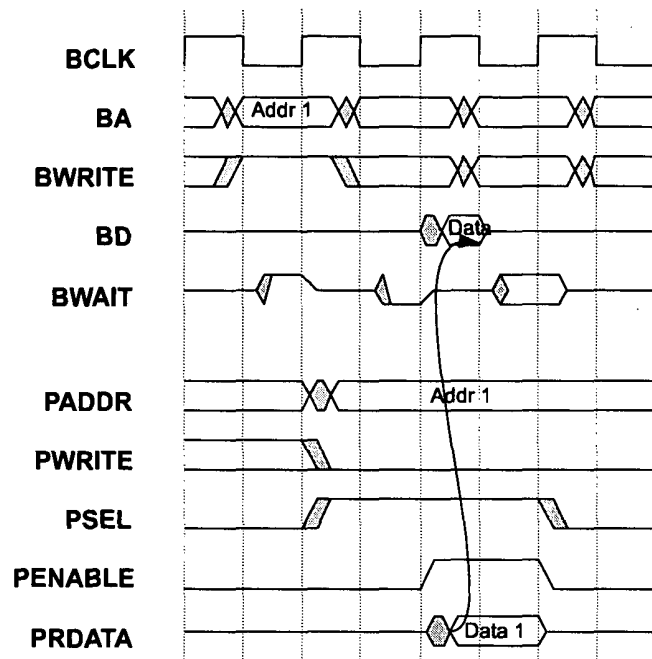 BCLK
BA Addr 1
BWRITE
BD Data
BWAIT
PADDR Addr 1
PWRITE
PSEL
PENABLE
PRDATA Data 1